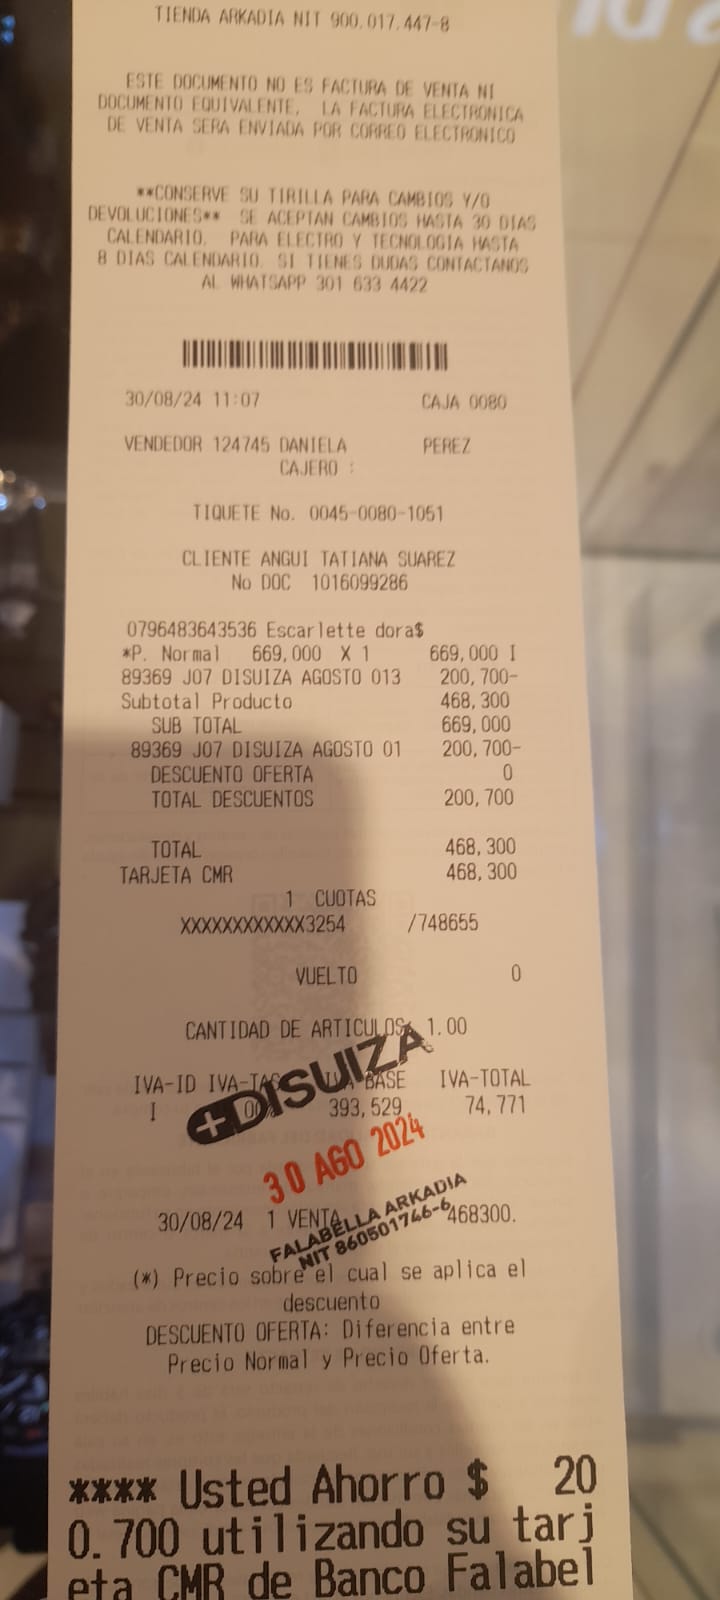 TIENDA ARKADIA NIT 900.017.447-8
ESTE DOCUMENTO NO ES FACTURA DE VENTA NI
DOCUMENTO EQUIVALENTE. LA FACTURA ELECTRONICA
DE VENTA SERA ENVIADA POR CORREO ELECTRONICO
**CONSERVE SU TIRILLA PARA CAMBIOS Y/O
DEVOLUCIONES** SE ACEPTAN CAMBIOS HASTA 30 DIAS
CALENDARIO. PARA ELECTRO Y TECNOLOGIA HASTA
8 DIAS CALENDARIO. SI TIENES DUDAS CONTACTANOS
AL WHATSAPP 301 633 4422
30/08/24 11:07 CAJA 0080
VENDEDOR 124745 DANIELA PEREZ
CAJERO :
TIQUETE No. 0045-0080-1051
CLIENTE ANGUI TATIANA SUAREZ
No DOC 1016099286
0796483643536 Escarlette dora$
*P. Normal 669,000 X 1 669,000 I
89369 J07 DISUIZA AGOSTO 013 200,700-
Subtotal Producto 468,300
SUB TOTAL 669,000
89369 J07 DISUIZA AGOSTO 01 200,700-
DESCUENTO OFERTA 0
TOTAL DESCUENTOS 200,700
TOTAL 468,300
TARJETA CMR 468,300
1 CUOTAS
XXXXXXXXXXXX3254 /748655
VUELTO 0
CANTIDAD DE ARTICULOS 1.00
IVA-ID IVA-TAS BASE IVA-TOTAL
I 393,529 74,771
+DISUIZA
30 AGO 2024
FALABELLA ARKADIA
NIT 860501746-6
30/08/24 1 VENTA 468300.
(*) Precio sobre el cual se aplica el
descuento
DESCUENTO OFERTA: Diferencia entre
Precio Normal y Precio Oferta.
**** Usted Ahorro $ 20
0.700 utilizando su tarj
eta CMR de Banco Falabel